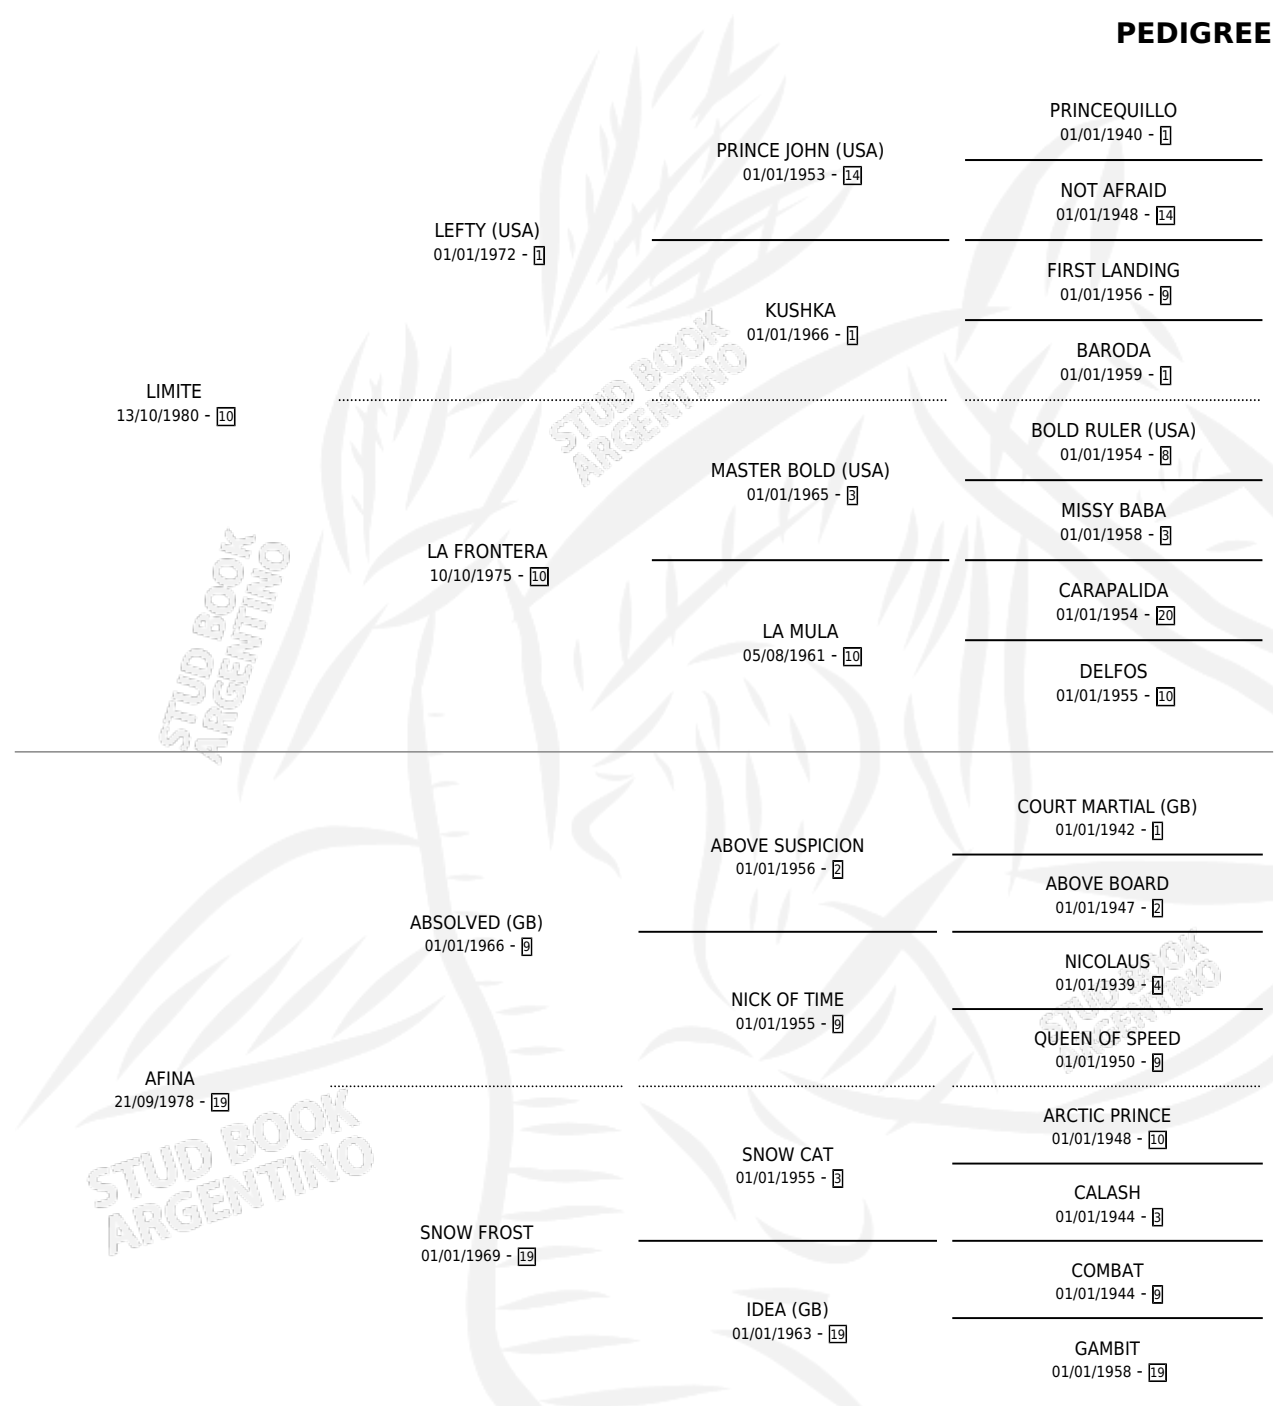 PEDIGREE
LIMITE
13/10/1980 - 10
LEFTY (USA)
01/01/1972 - 1
PRINCE JOHN (USA)
01/01/1953 - 14
PRINCEQUILLO
01/01/1940 - 1
NOT AFRAID
01/01/1948 - 14
KUSHKA
01/01/1966 - 1
FIRST LANDING
01/01/1956 - 9
BARODA
01/01/1959 - 1
LA FRONTERA
10/10/1975 - 10
MASTER BOLD (USA)
01/01/1965 - 3
BOLD RULER (USA)
01/01/1954 - 8
MISSY BABA
01/01/1958 - 3
LA MULA
05/08/1961 - 10
CARAPALIDA
01/01/1954 - 20
DELFOS
01/01/1955 - 10
AFINA
21/09/1978 - 19
ABSOLVED (GB)
01/01/1966 - 9
ABOVE SUSPICION
01/01/1956 - 2
COURT MARTIAL (GB)
01/01/1942 - 1
ABOVE BOARD
01/01/1947 - 2
NICK OF TIME
01/01/1955 - 9
NICOLAUS
01/01/1939 - 4
QUEEN OF SPEED
01/01/1950 - 9
SNOW FROST
01/01/1969 - 19
SNOW CAT
01/01/1955 - 3
ARCTIC PRINCE
01/01/1948 - 10
CALASH
01/01/1944 - 3
IDEA (GB)
01/01/1963 - 19
COMBAT
01/01/1944 - 9
GAMBIT
01/01/1958 - 19
STUD BOOK
ARGENTINO
STUD BOOK
ARGENTINO
STUD BOOK
ARGENTINO
STUD BOOK
ARGENTINO